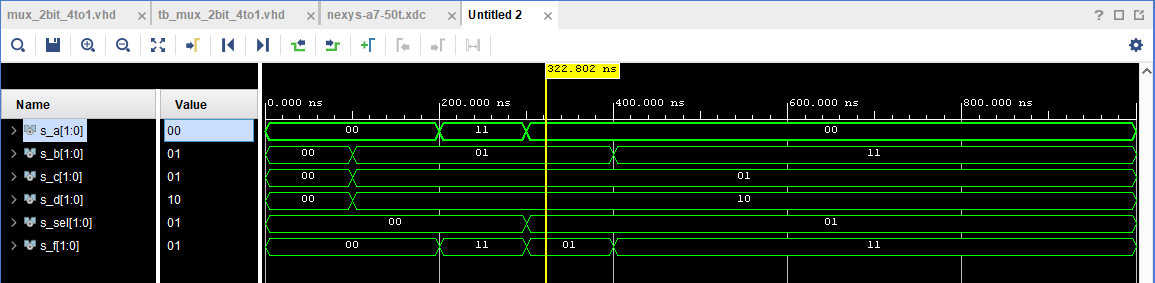 mux_2bit_4to1.vhd × tb_mux_2bit_4to1.vhd × nexys-a7-50t.xdc × Untitled 2 × ?
322.802 ns
Name Value 0.000 ns 200.000 ns 400.000 ns 600.000 ns 800.000 ns
s_a[1:0] 00 00 11 00
s_b[1:0] 01 00 01 11
s_c[1:0] 01 00 01
s_d[1:0] 10 00 10
s_sel[1:0] 01 00 01
s_f[1:0] 01 00 11 01 11